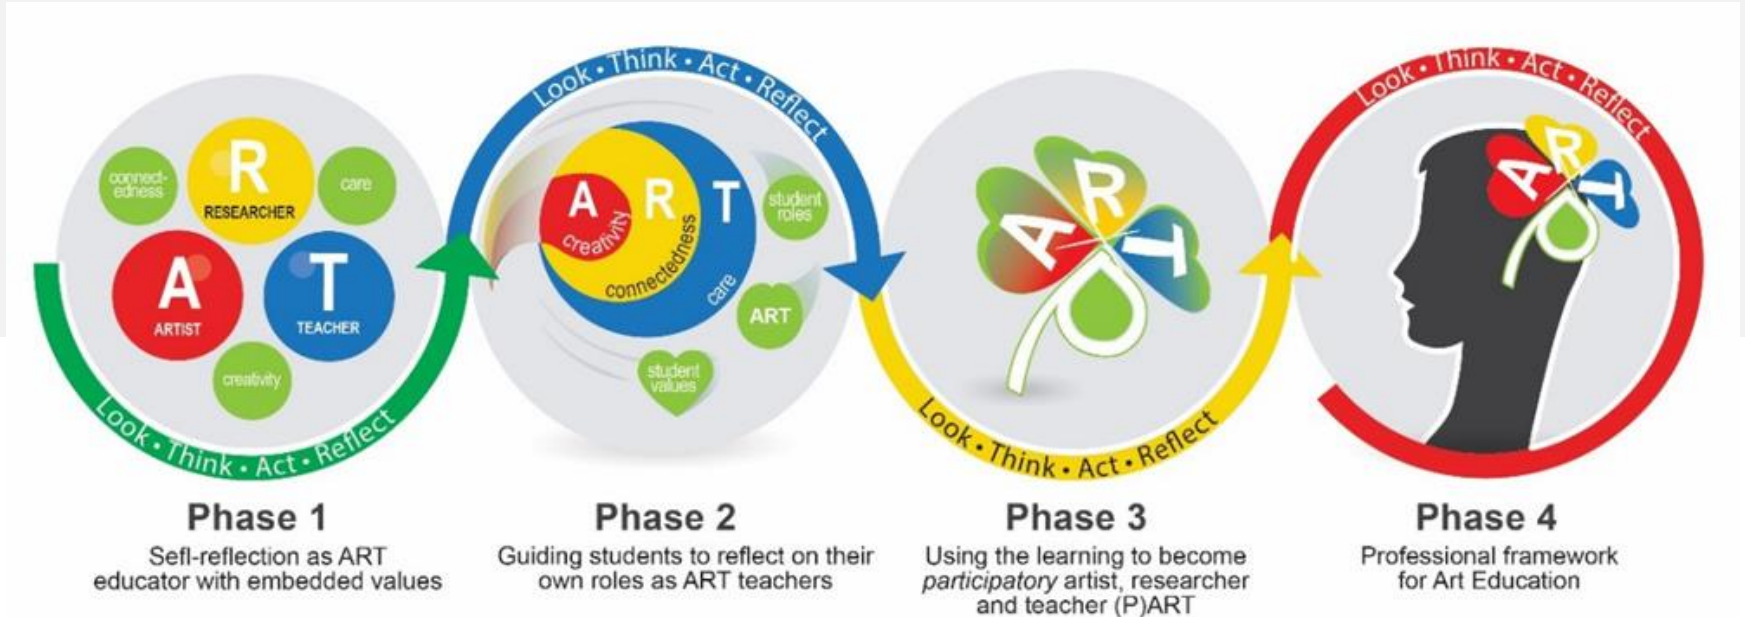 connect-
edness
R
RESEARCHER
care
A
ARTIST
T
TEACHER
creativity
Look • Think • Act • Reflect
Phase 1
Sefl-reflection as ART
educator with embedded values
Look • Think • Act • Reflect
A R T
creativity
connectedness
care
student
roles
ART
student
values
Phase 2
Guiding students to reflect on their
own roles as ART teachers
A R T
P
Look • Think • Act • Reflect
Phase 3
Using the learning to become
participatory artist, researcher
and teacher (P)ART
Look • Think • Act • Reflect
A R T
P
Phase 4
Professional framework
for Art Education